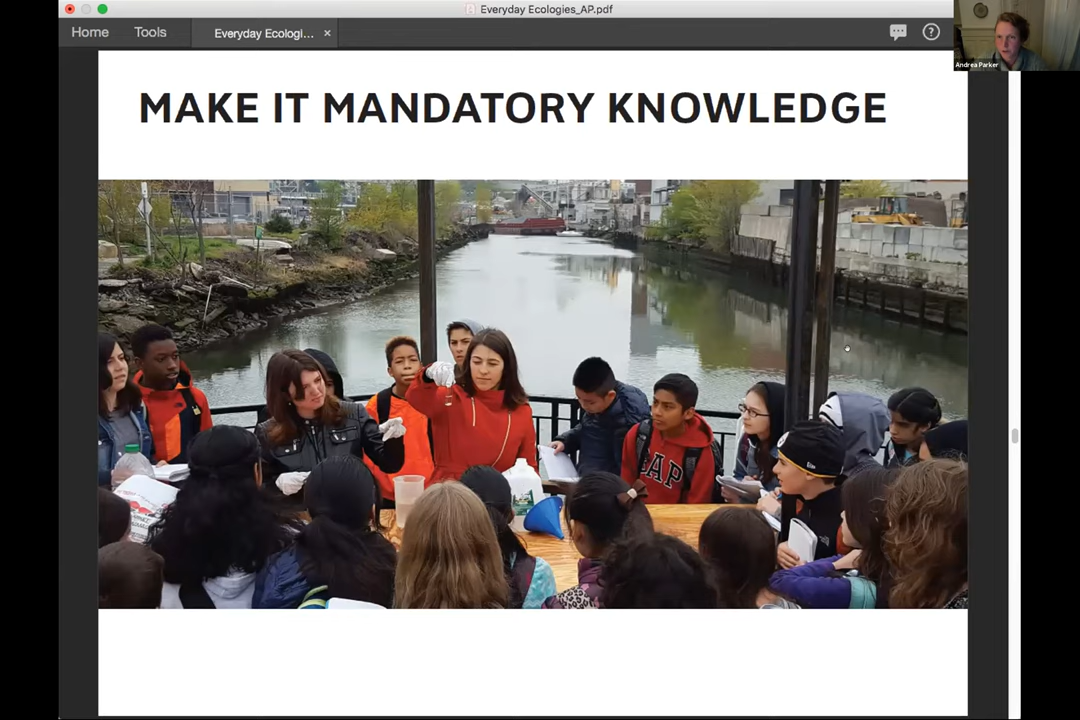 Everyday Ecologies_AP.pdf
Home
Tools
Everyday Ecologi... ×
?
Andrea Parker
MAKE IT MANDATORY KNOWLEDGE
GAP